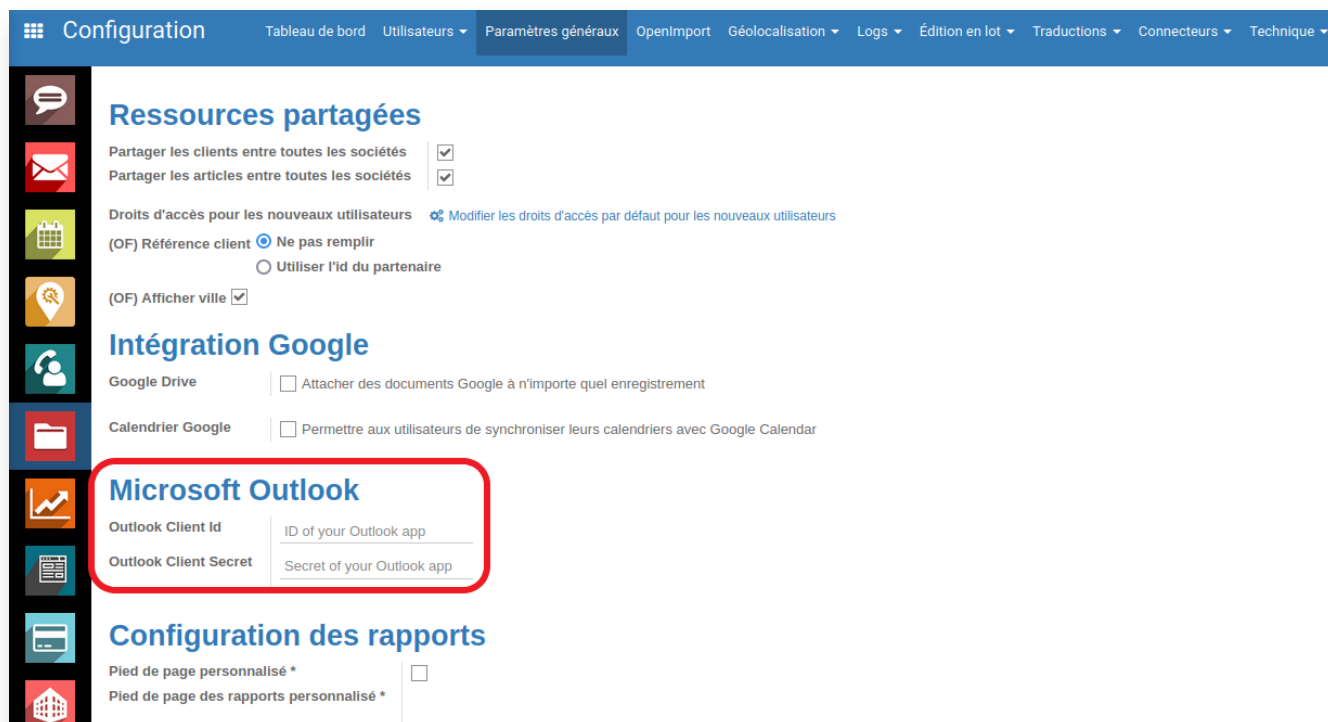 Configuration
Tableau de bord Utilisateurs Paramètres généraux OpenImport Géolocalisation Logs Édition en lot Traductions Connecteurs Technique
Ressources partagées
Partager les clients entre toutes les sociétés
Partager les articles entre toutes les sociétés
Droits d'accès pour les nouveaux utilisateurs Modifier les droits d'accès par défaut pour les nouveaux utilisateurs
(OF) Référence client Ne pas remplir
Utiliser l'id du partenaire
(OF) Afficher ville
Intégration Google
Google Drive Attacher des documents Google à n'importe quel enregistrement
Calendrier Google Permettre aux utilisateurs de synchroniser leurs calendriers avec Google Calendar
Microsoft Outlook
Outlook Client Id ID of your Outlook app
Outlook Client Secret Secret of your Outlook app
Configuration des rapports
Pied de page personnalisé *
Pied de page des rapports personnalisé *